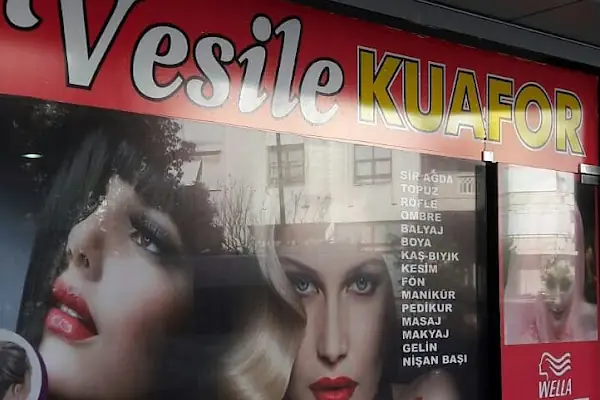 Vesile KUAFOR
SIR AĞDA
TOPUZ
RÖFLE
OMBRE
BALYAJ
BOYA
KAŞ-BIYIK
KESİM
FÖN
MANİKÜR
PEDİKUR
MASAJ
MAKYAJ
GELİN
NİŞAN BAŞI
WELLA